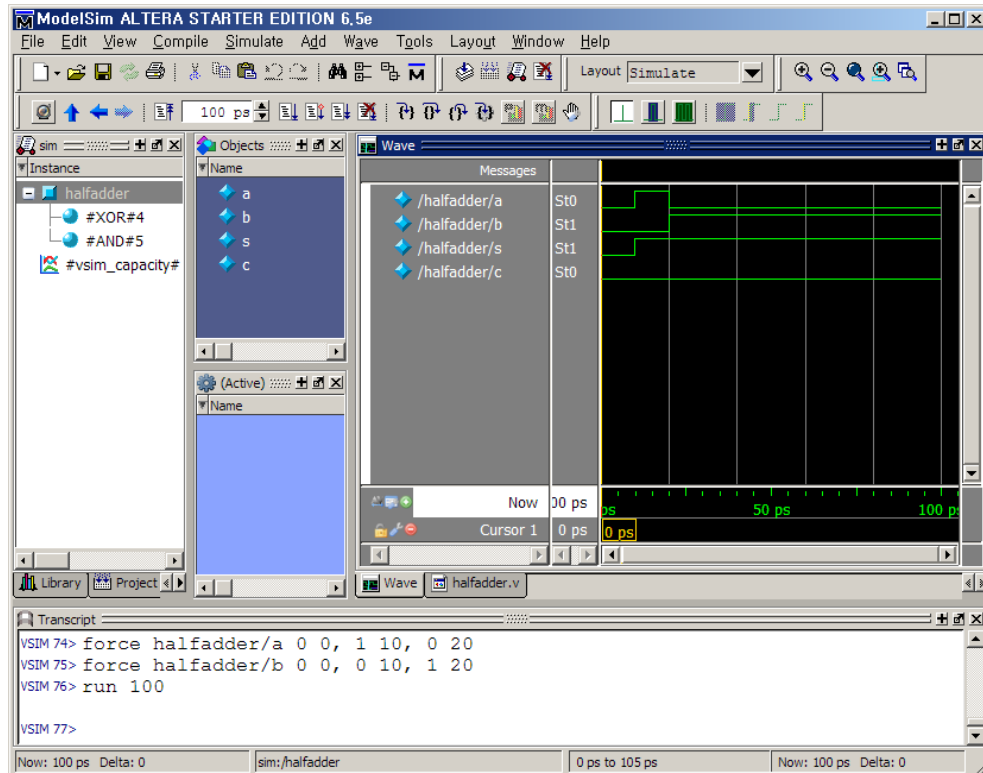 ModelSim ALTERA STARTER EDITION 6.5e
File Edit View Compile Simulate Add Wave Tools Layout Window Help
Layout Simulate
100 ps
sim
Objects
Wave
Instance
Name
Messages
halfadder
#XOR#4
#AND#5
#vsim_capacity#
a
b
s
c
/halfadder/a St0
/halfadder/b St1
/halfadder/s St1
/halfadder/c St0
(Active)
Name
Now 00 ps
ps 50 ps 100 ps
Cursor 1 0 ps 0 ps
Library Project
Wave halfadder.v
Transcript
VSIM 74> force halfadder/a 0 0, 1 10, 0 20
VSIM 75> force halfadder/b 0 0, 0 10, 1 20
VSIM 76> run 100
VSIM 77>
Now: 100 ps Delta: 0 sim:/halfadder 0 ps to 105 ps Now: 100 ps Delta: 0